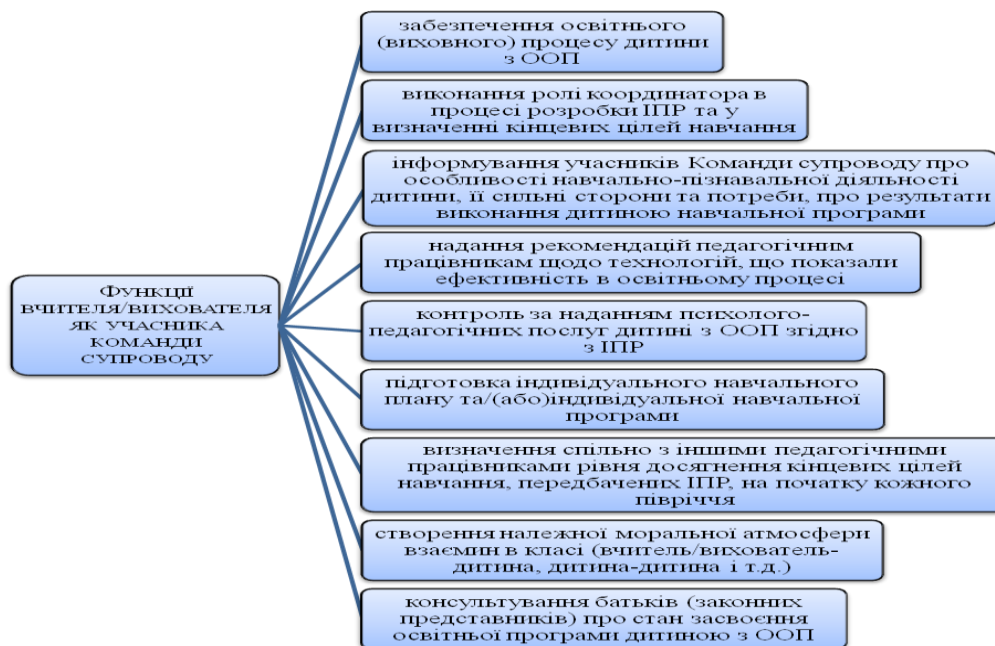 забезпечення освітнього
(виховного) процесу дитини
з ООП
виконання ролі координатора в
процесі розробки ІПР та у
визначенні кінцевих цілей навчання
інформування учасників Команди супроводу про
особливості навчально-пізнавальної діяльності
дитини, її сильні сторони та потреби, про результати
виконання дитиною навчальної програми
надання рекомендацій педагогічним
працівникам щодо технологій, що показали
ефективність в освітньому процесі
Функції
вчителя/вихователя
як учасника
команди
супроводу
контроль за наданням психолого-
педагогічних послуг дитині з ООП згідно
з ІПР
підготовка індивідуального навчального
плану та/(або)індивідуальної навчальної
програми
визначення спільно з іншими педагогічними
працівниками рівня досягнення кінцевих цілей
навчання, передбачених ІПР, на початку кожного
півріччя
створення належної моральної атмосфери
взаємин в класі (вчитель/вихователь-
дитина, дитина-дитина і т.д.)
консультування батьків (законних
представників) про стан засвоєння
освітньої програми дитиною з ООП